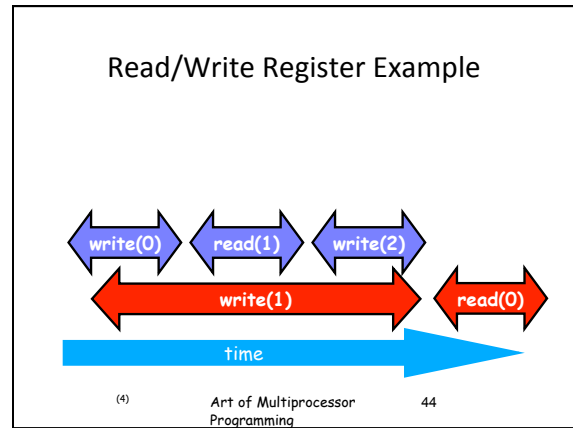 Read/Write Register Example
write(0) read(1) write(2)
write(1) read(0)
time
(4) Art of Multiprocessor 44
Programming